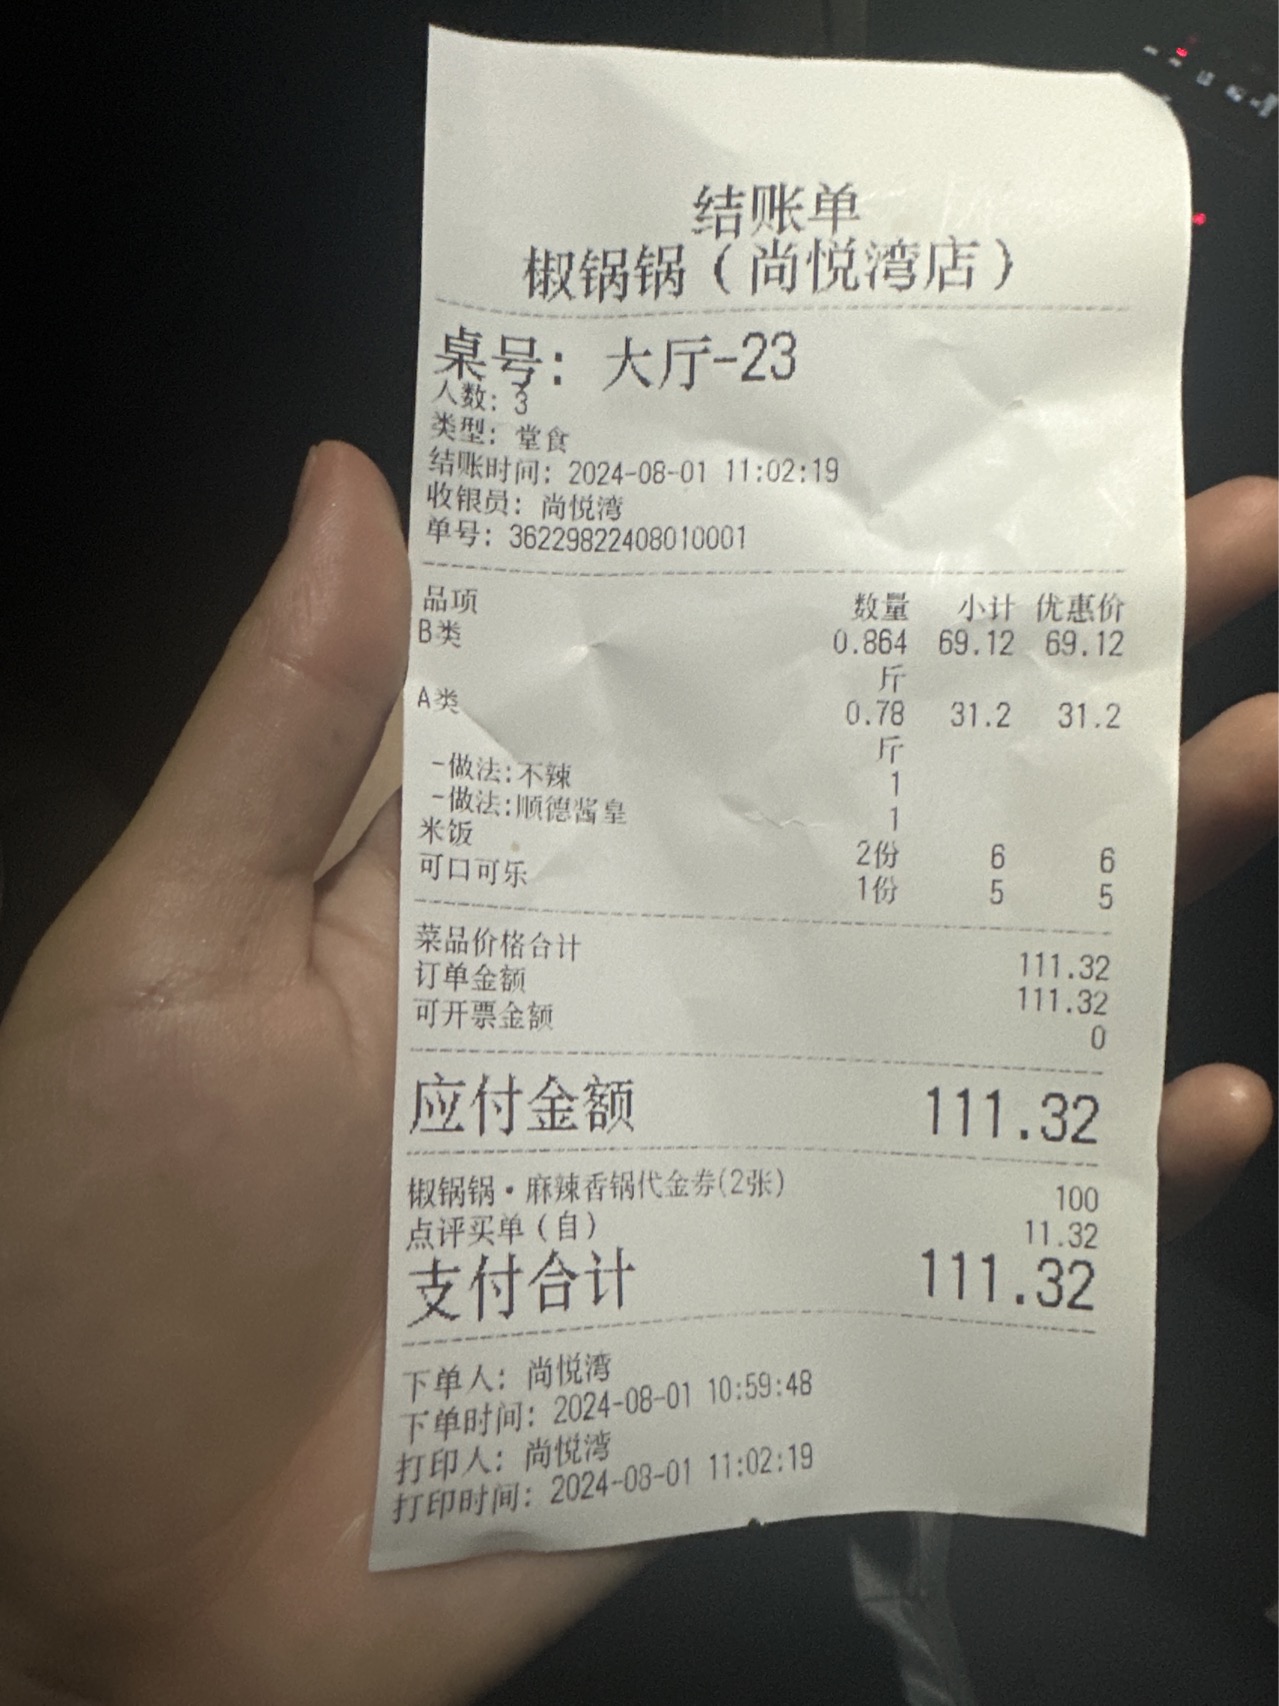 结账单
椒锅锅（尚悦湾店）
桌号：大厅-23
人数：3
类型：堂食
结账时间：2024-08-01 11:02:19
收银员：尚悦湾
单号：36229822408010001
品项 数量 小计 优惠价
B类 0.864 69.12 69.12
斤
A类 0.78 31.2 31.2
斤
-做法:不辣 1
-做法:顺德酱皇 1
米饭 2份 6 6
可口可乐 1份 5 5
菜品价格合计 111.32
订单金额 111.32
可开票金额 0
应付金额 111.32
椒锅锅·麻辣香锅代金券(2张) 100
点评买单（自） 11.32
支付合计 111.32
下单人：尚悦湾
下单时间：2024-08-01 10:59:48
打印人：尚悦湾
打印时间：2024-08-01 11:02:19